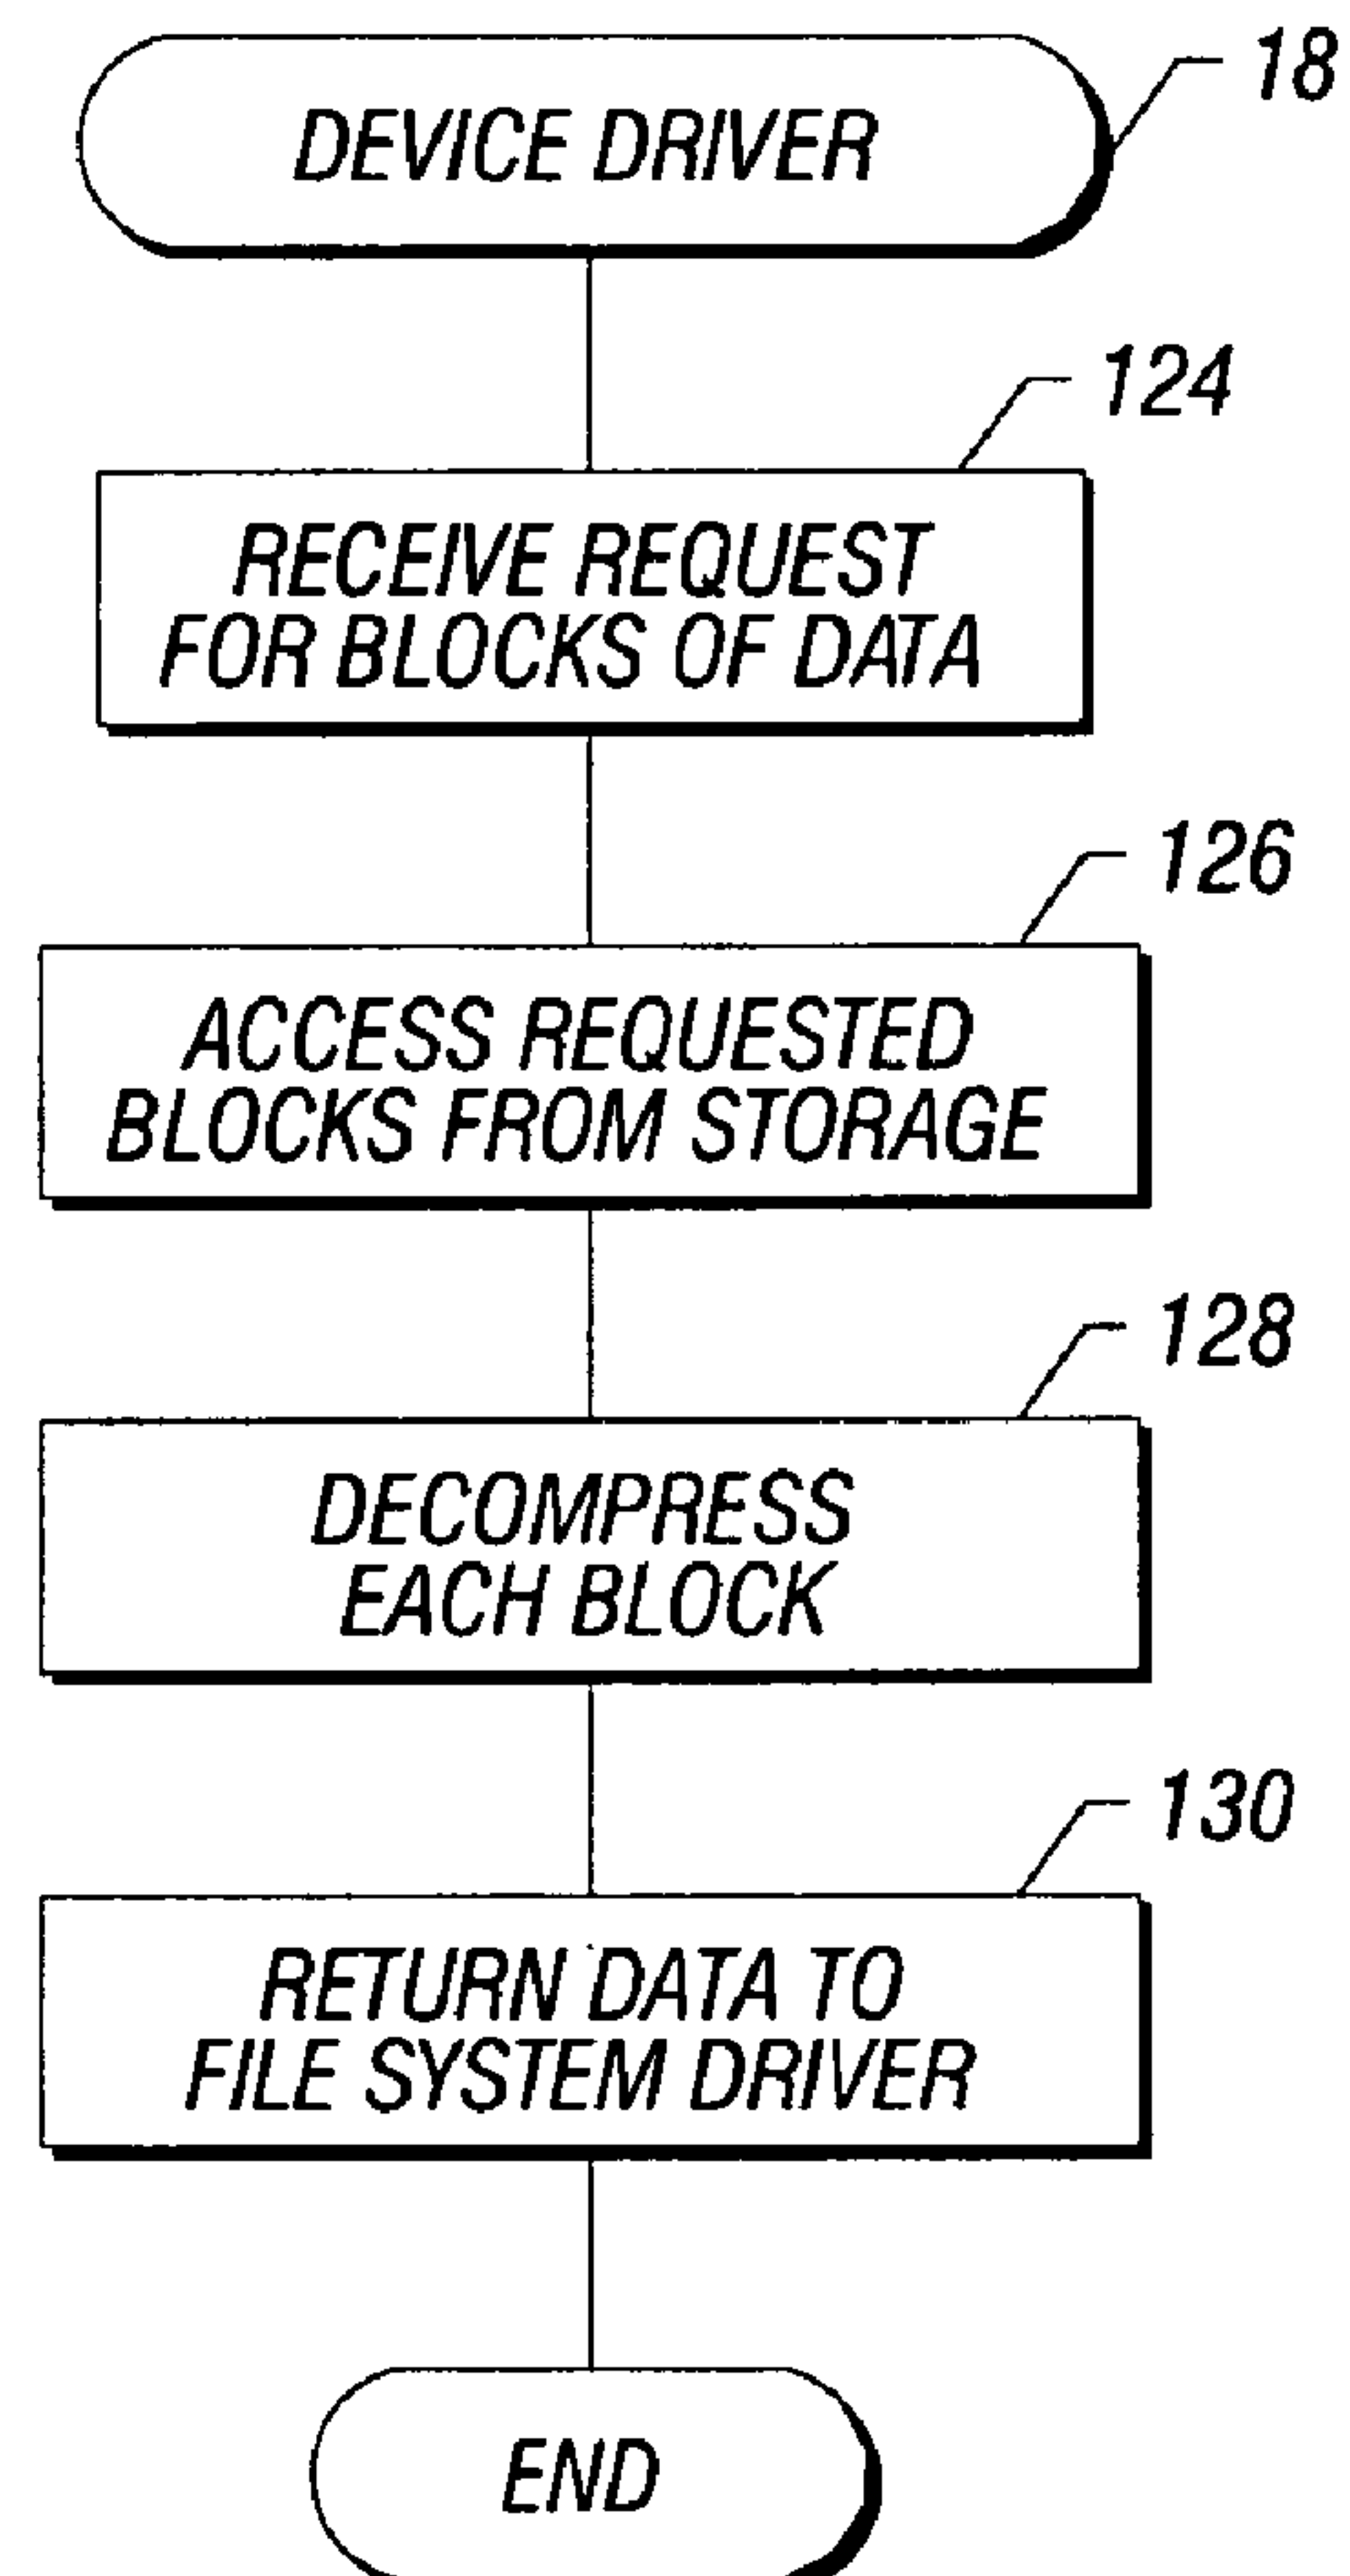 18
DEVICE DRIVER
124
RECEIVE REQUEST
FOR BLOCKS OF DATA
126
ACCESS REQUESTED
BLOCKS FROM STORAGE
128
DECOMPRESS
EACH BLOCK
130
RETURN DATA TO
FILE SYSTEM DRIVER
END